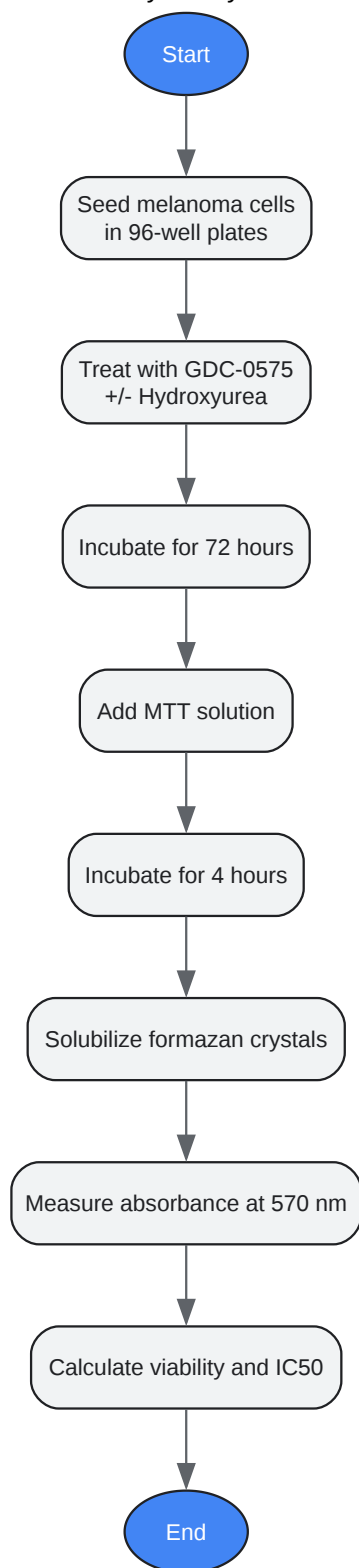 Start
Seed melanoma cells
in 96-well plates
Treat with GDC-0575
+/- Hydroxyurea
Incubate for 72 hours
Add MTT solution
Incubate for 4 hours
Solubilize formazan crystals
Measure absorbance at 570 nm
Calculate viability and IC50
End